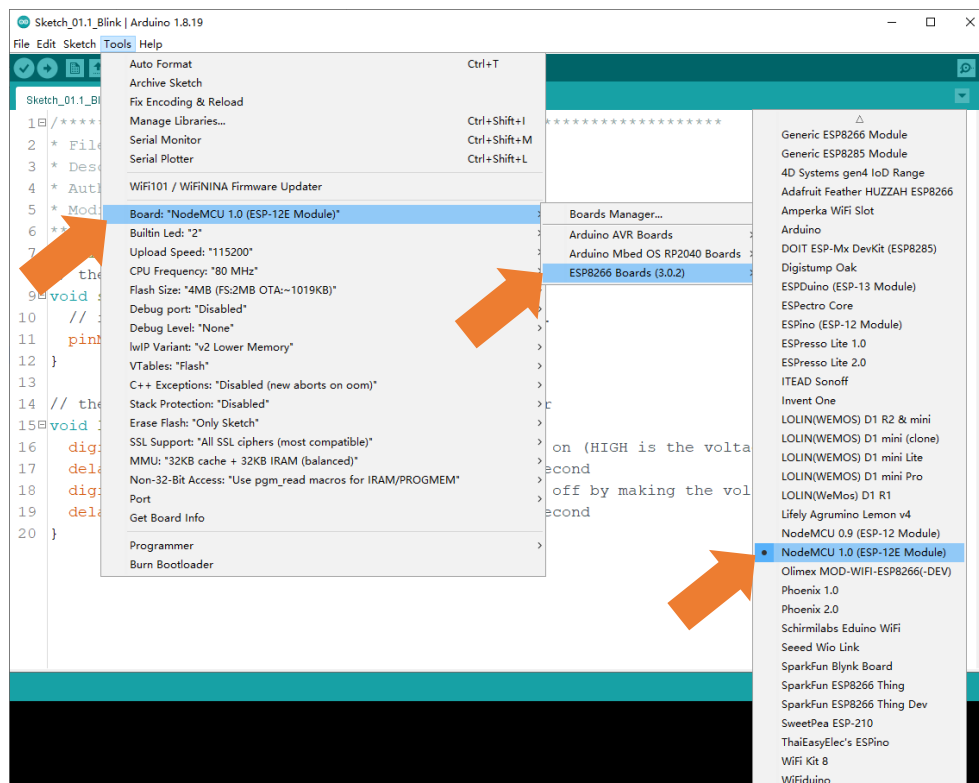 Sketch_01.1_Blink | Arduino 1.8.19
File Edit Sketch Tools Help
Sketch_01.1_Bl
Auto Format Ctrl+T
Archive Sketch
Fix Encoding & Reload
Manage Libraries... Ctrl+Shift+I
Serial Monitor Ctrl+Shift+M
Serial Plotter Ctrl+Shift+L
WiFi101 / WiFiNINA Firmware Updater
Board: "NodeMCU 1.0 (ESP-12E Module)"
Builtin Led: "2"
Upload Speed: "115200"
CPU Frequency: "80 MHz"
Flash Size: "4MB (FS:2MB OTA:~1019KB)"
Debug port: "Disabled"
Debug Level: "None"
lwIP Variant: "v2 Lower Memory"
VTables: "Flash"
C++ Exceptions: "Disabled (new aborts on oom)"
Stack Protection: "Disabled"
Erase Flash: "Only Sketch"
SSL Support: "All SSL ciphers (most compatible)"
MMU: "32KB cache + 32KB IRAM (balanced)"
Non-32-Bit Access: "Use pgm_read macros for IRAM/PROGMEM"
Port
Get Board Info
Programmer
Burn Bootloader
Boards Manager...
Arduino AVR Boards
Arduino Mbed OS RP2040 Boards
ESP8266 Boards (3.0.2)
Generic ESP8266 Module
Generic ESP8285 Module
4D Systems gen4 IoD Range
Adafruit Feather HUZZAH ESP8266
Amperka WiFi Slot
Arduino
DOIT ESP-Mx DevKit (ESP8285)
Digistump Oak
ESPDuino (ESP-13 Module)
ESPectro Core
ESPino (ESP-12 Module)
ESPresso Lite 1.0
ESPresso Lite 2.0
ITEAD Sonoff
Invent One
LOLIN(WEMOS) D1 R2 & mini
LOLIN(WEMOS) D1 mini (clone)
LOLIN(WEMOS) D1 mini Lite
LOLIN(WEMOS) D1 mini Pro
LOLIN(WeMos) D1 R1
Lifely Agrumino Lemon v4
NodeMCU 0.9 (ESP-12 Module)
NodeMCU 1.0 (ESP-12E Module)
Olimex MOD-WIFI-ESP8266(-DEV)
Phoenix 1.0
Phoenix 2.0
Schirmilabs Eduino WiFi
Seeed Wio Link
SparkFun Blynk Board
SparkFun ESP8266 Thing
SparkFun ESP8266 Thing Dev
SweetPea ESP-210
ThaiEasyElec's ESPino
WiFi Kit 8
WiFiduino
1 /***** *******************
2 * File
3 * Desc
4 * Auth
5 * Modi
6 **
7
the
9 void s
10 // i .
11 pinM
12 }
13
14 // the r
15 void l
16 digi on (HIGH is the volta
17 dela econd
18 digi off by making the vol
19 dela econd
20 }